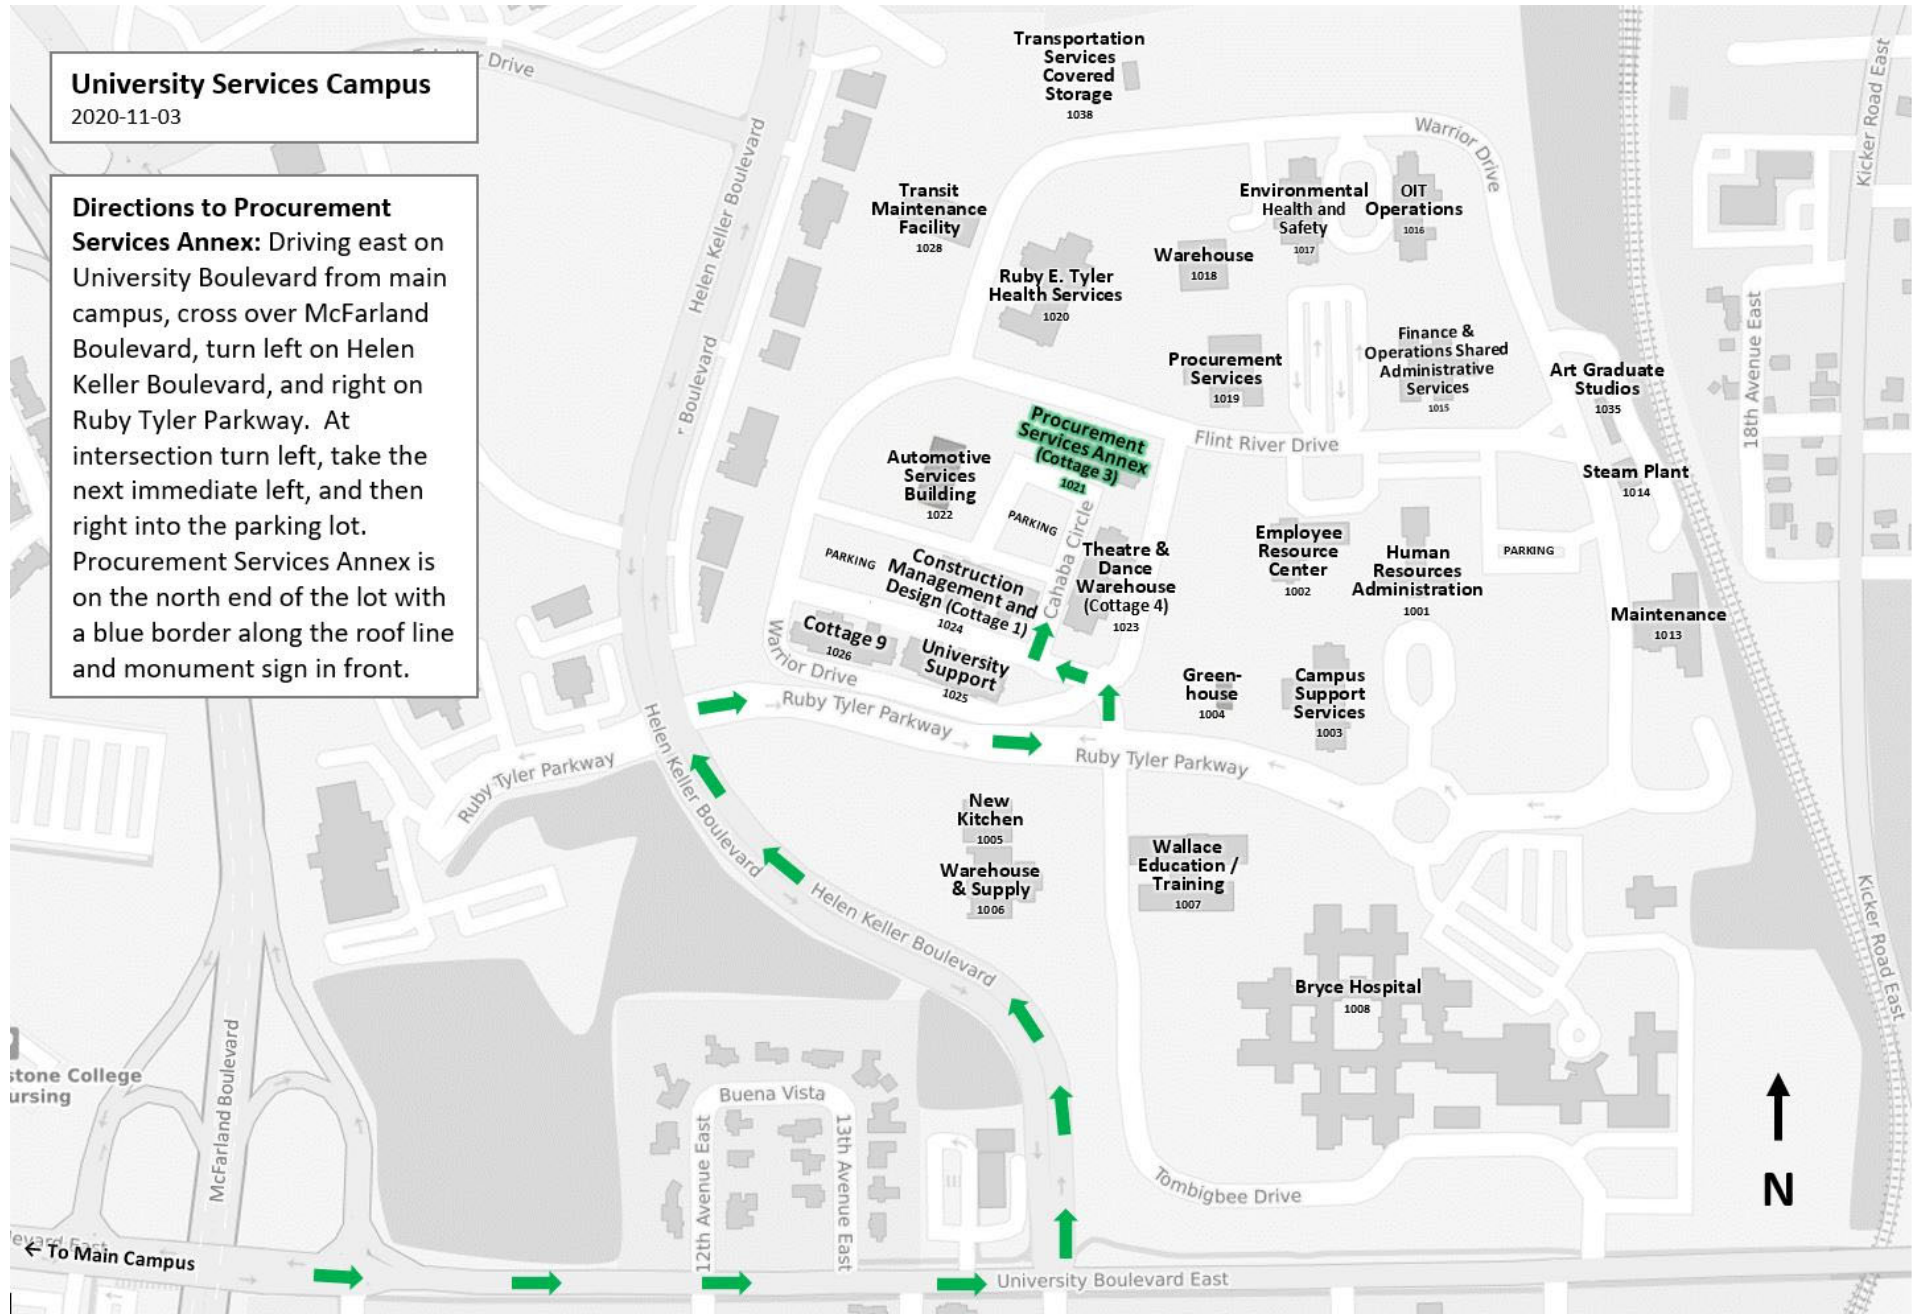 University Services Campus
2020-11-03
Directions to Procurement
Services Annex: Driving east on
University Boulevard from main
campus, cross over McFarland
Boulevard, turn left on Helen
Keller Boulevard, and right on
Ruby Tyler Parkway. At
intersection turn left, take the
next immediate left, and then
right into the parking lot.
Procurement Services Annex is
on the north end of the lot with
a blue border along the roof line
and monument sign in front.
Drive
Transportation
Services
Covered
Storage
1038
Warrior Drive
Kicker Road East
Helen Keller Boulevard
Transit
Maintenance
Facility
1028
Environmental
Health and
Safety
1017
OIT
Operations
1016
Warehouse
1018
Ruby E. Tyler
Health Services
1020
Procurement
Services
1019
Finance &
Operations Shared
Administrative
Services
1015
Art Graduate
Studios
1035
18th Avenue East
r Boulevard
Procurement
Services Annex
(Cottage 3)
1021
Flint River Drive
Automotive
Services
Building
1022
Steam Plant
1014
PARKING
PARKING
Cahaba Circle
Construction
Management and
Design (Cottage 1)
1024
Theatre &
Dance
Warehouse
(Cottage 4)
1023
Employee
Resource
Center
1002
Human
Resources
Administration
1001
PARKING
Maintenance
1013
Cottage 9
1026
University
Support
1025
Warrior Drive
Green-
house
1004
Campus
Support
Services
1003
Ruby Tyler Parkway
Ruby Tyler Parkway
Ruby Tyler Parkway
Helen Keller Boulevard
New
Kitchen
1005
Warehouse
& Supply
1006
Wallace
Education /
Training
1007
Helen Keller Boulevard
Kicker Road East
Bryce Hospital
1008
McFarland Boulevard
stone College
ursing
Buena Vista
12th Avenue East
13th Avenue East
Tombigbee Drive
N
evard East
← To Main Campus
University Boulevard East